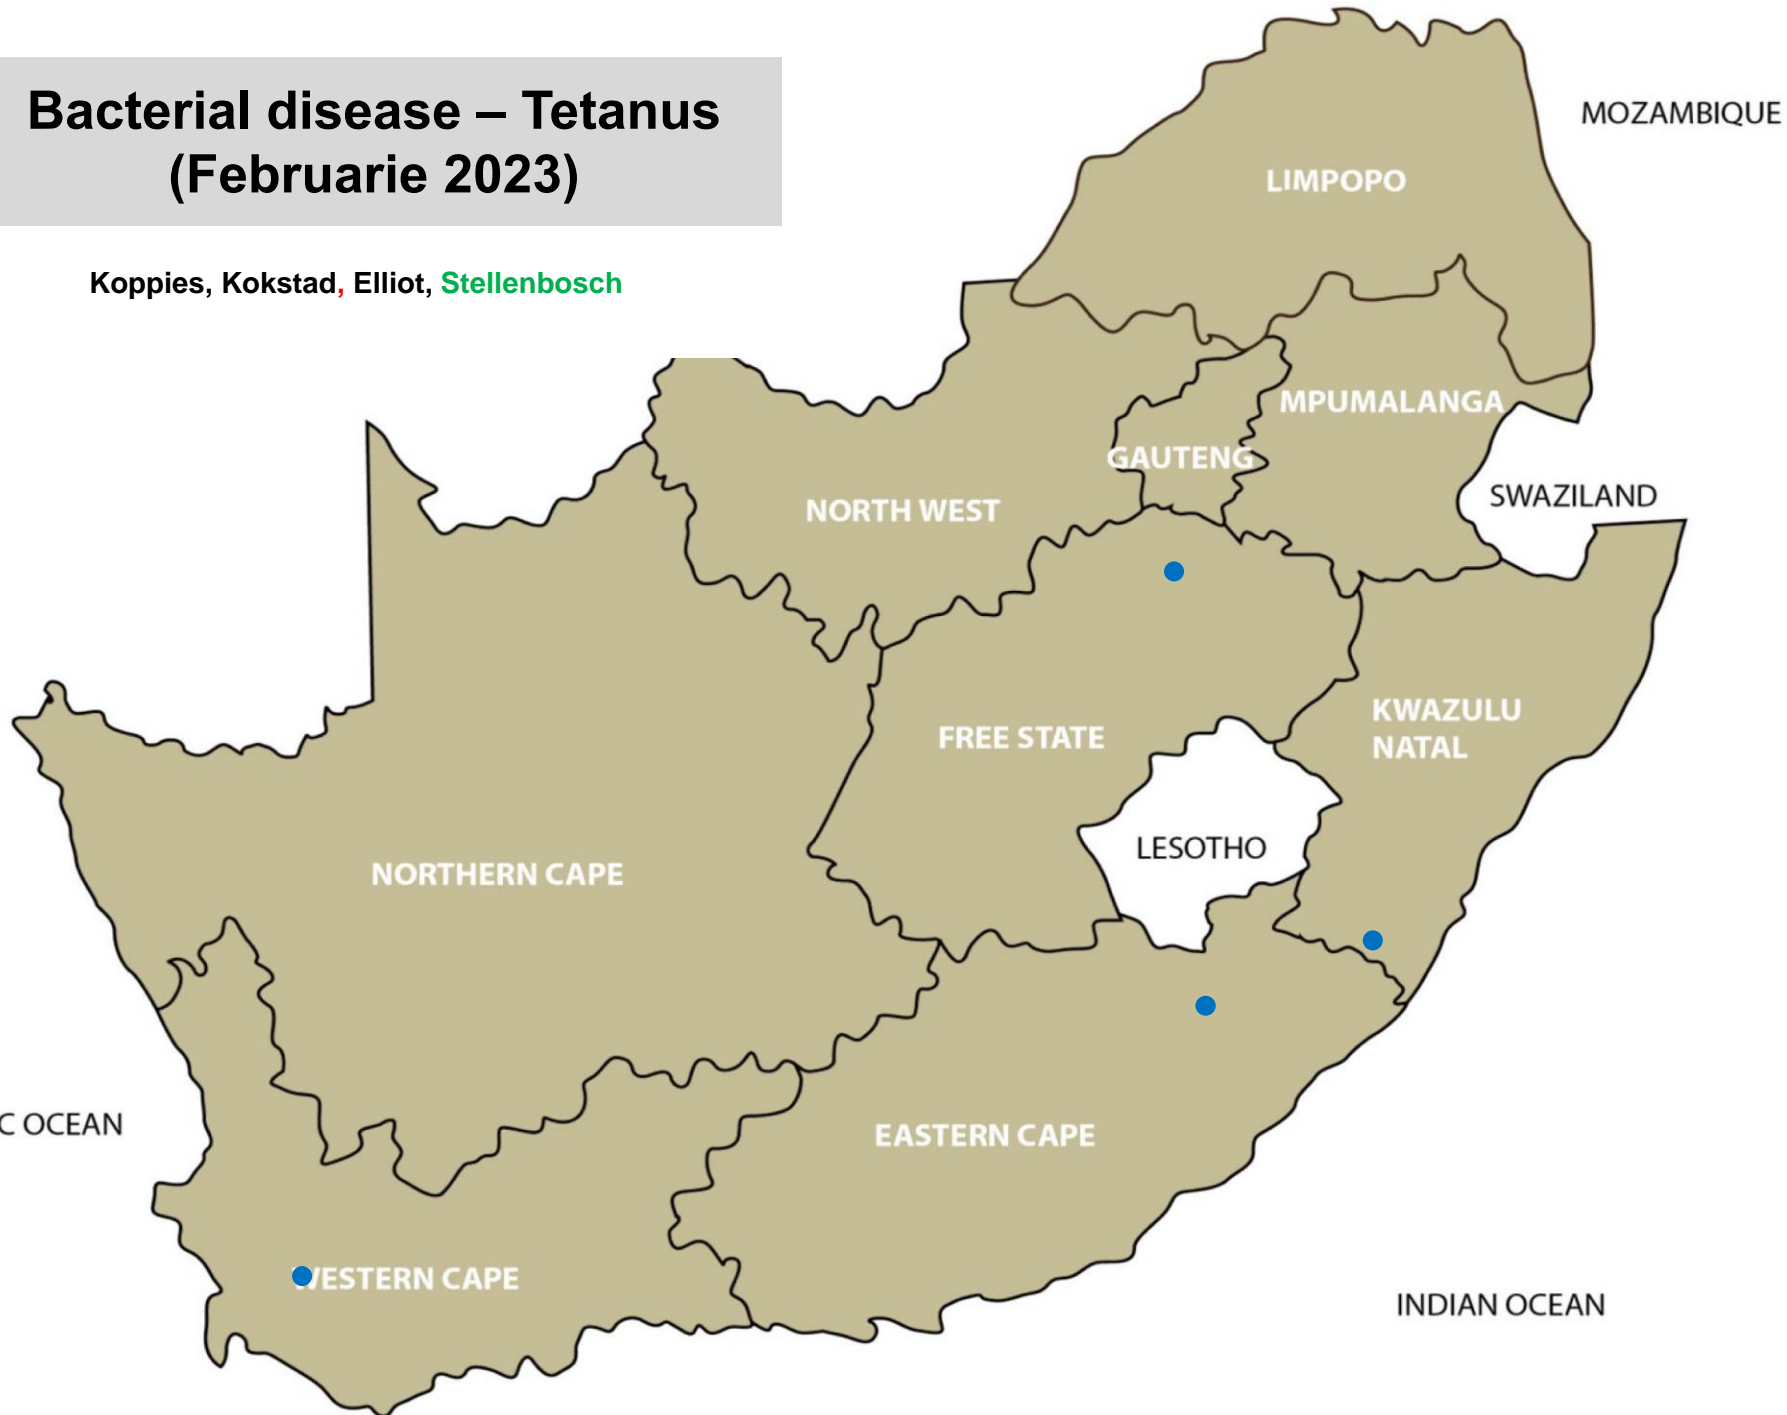 Bacterial disease – Tetanus
(Februarie 2023)
Koppies, Kokstad, Elliot, Stellenbosch
MOZAMBIQUE
LIMPOPO
MPUMALANGA
GAUTENG
SWAZILAND
NORTH WEST
KWAZULU
NATAL
FREE STATE
LESOTHO
NORTHERN CAPE
C OCEAN
EASTERN CAPE
WESTERN CAPE
INDIAN OCEAN